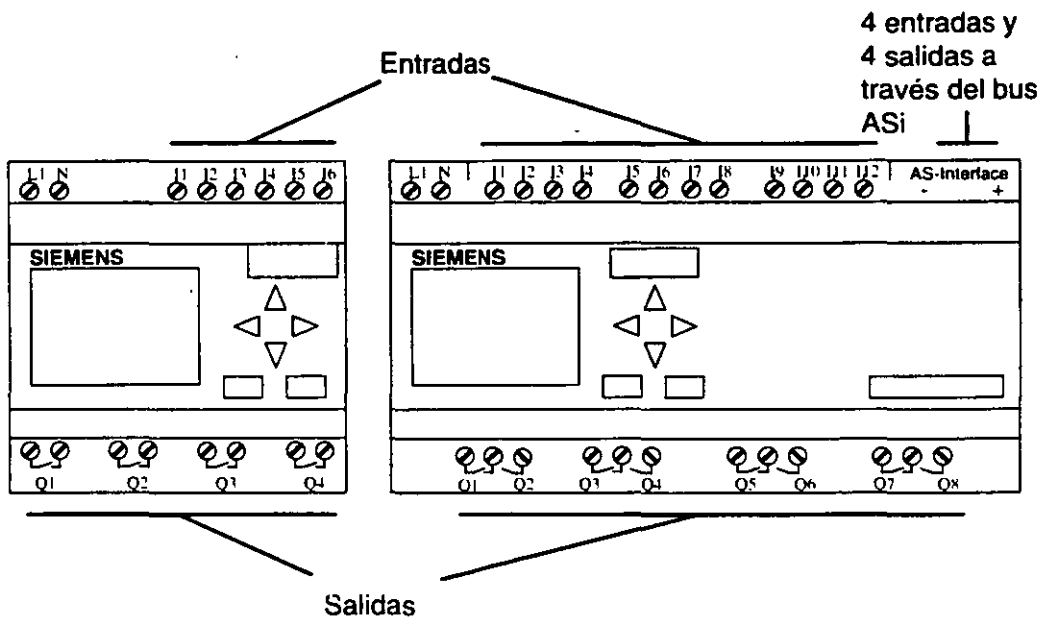 4 entradas y
4 salidas a
través del bus
ASi
Entradas
L1 N I1 I2 I3 I4 I5 I6
L1 N I1 I2 I3 I4 I5 I6 I7 I8 I9 I10 I11 I12 AS-Interface
- +
SIEMENS
SIEMENS
Q1 Q2 Q3 Q4
Q1 Q2 Q3 Q4 Q5 Q6 Q7 Q8
Salidas